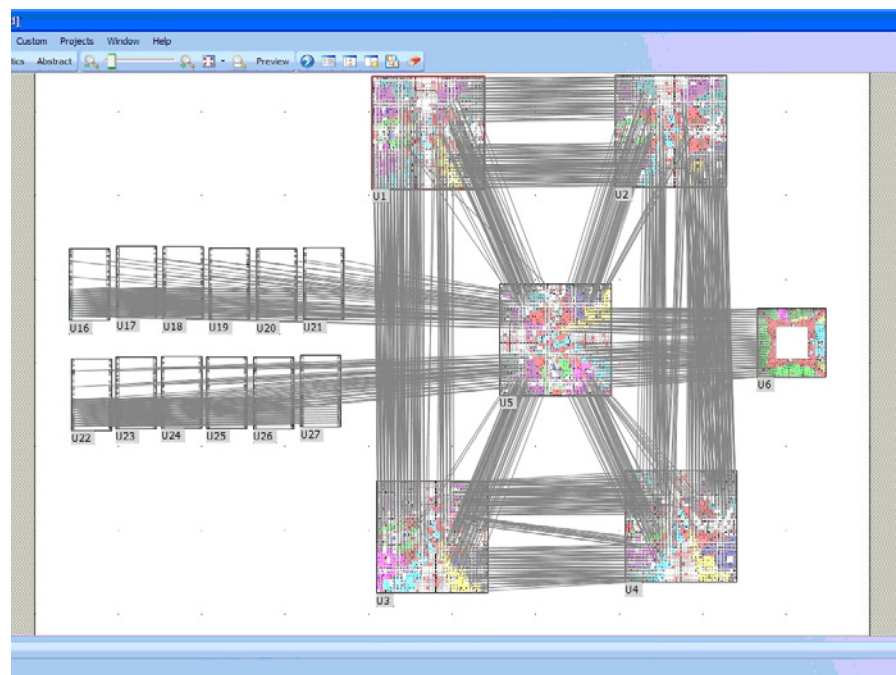 Custom Projects Window Help
Abstract Preview
U1
U2
U16 U17 U18 U19 U20 U21
U5
U6
U22 U23 U24 U25 U26 U27
U3
U4